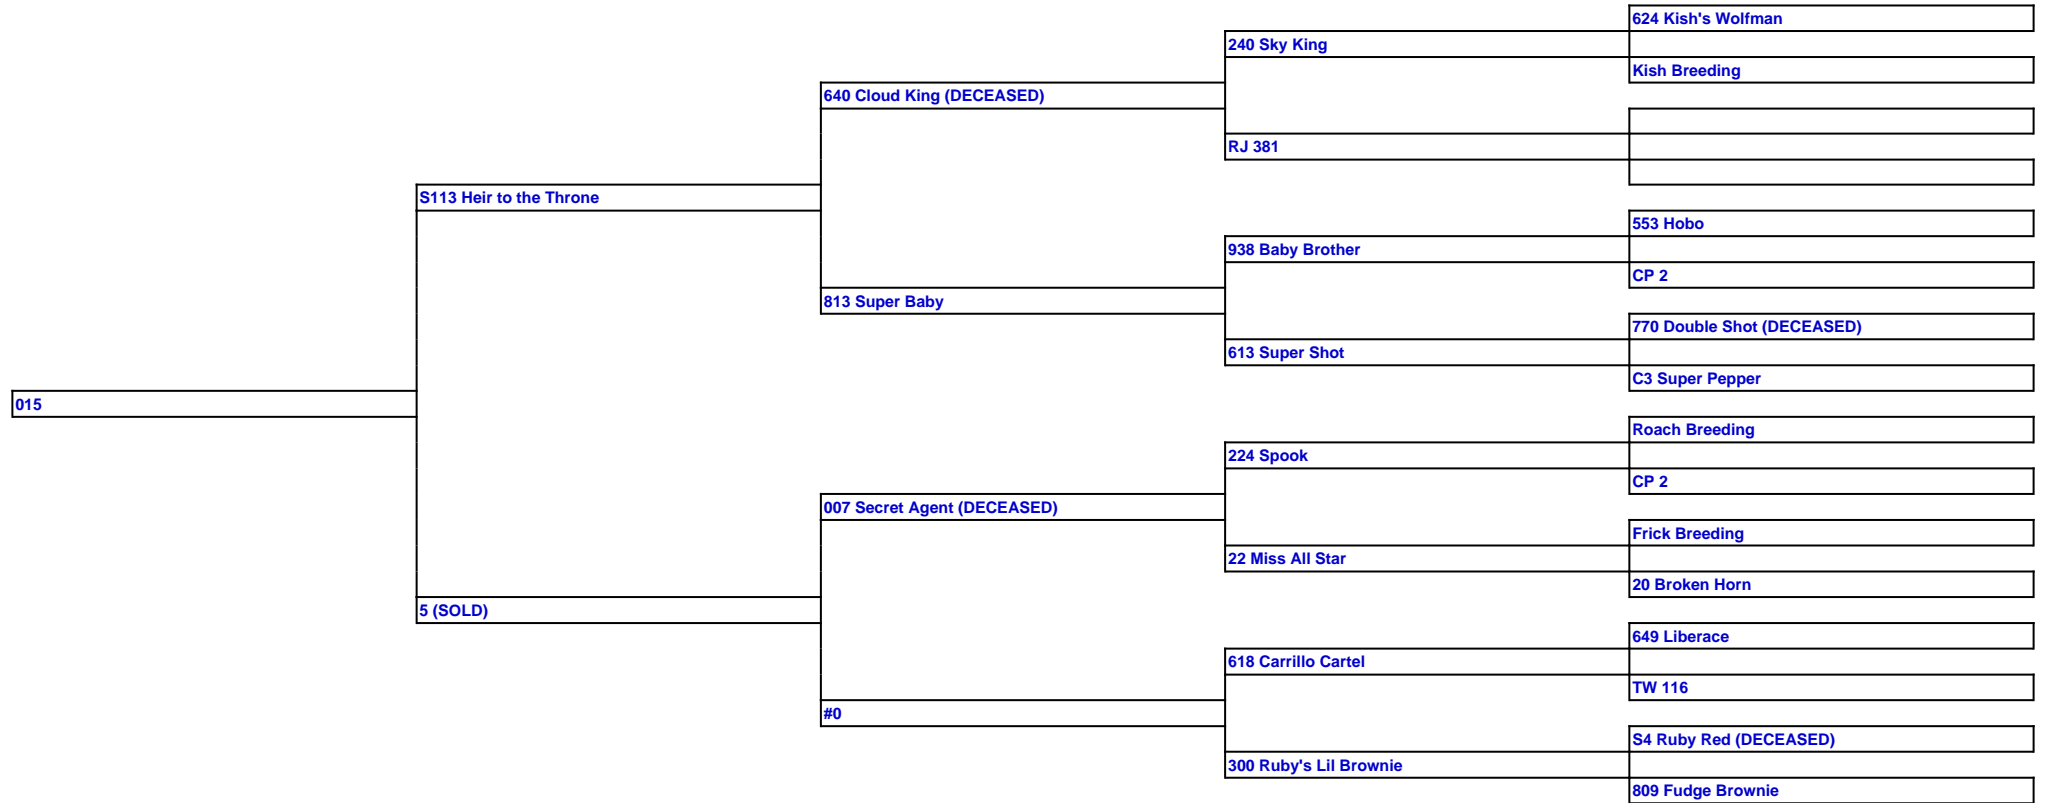 624 Kish's Wolfman
240 Sky King
Kish Breeding
640 Cloud King (DECEASED)
RJ 381
S113 Heir to the Throne
553 Hobo
938 Baby Brother
CP 2
813 Super Baby
770 Double Shot (DECEASED)
613 Super Shot
C3 Super Pepper
015
Roach Breeding
224 Spook
CP 2
007 Secret Agent (DECEASED)
Frick Breeding
22 Miss All Star
20 Broken Horn
5 (SOLD)
649 Liberace
618 Carrillo Cartel
TW 116
#0
S4 Ruby Red (DECEASED)
300 Ruby's Lil Brownie
809 Fudge Brownie